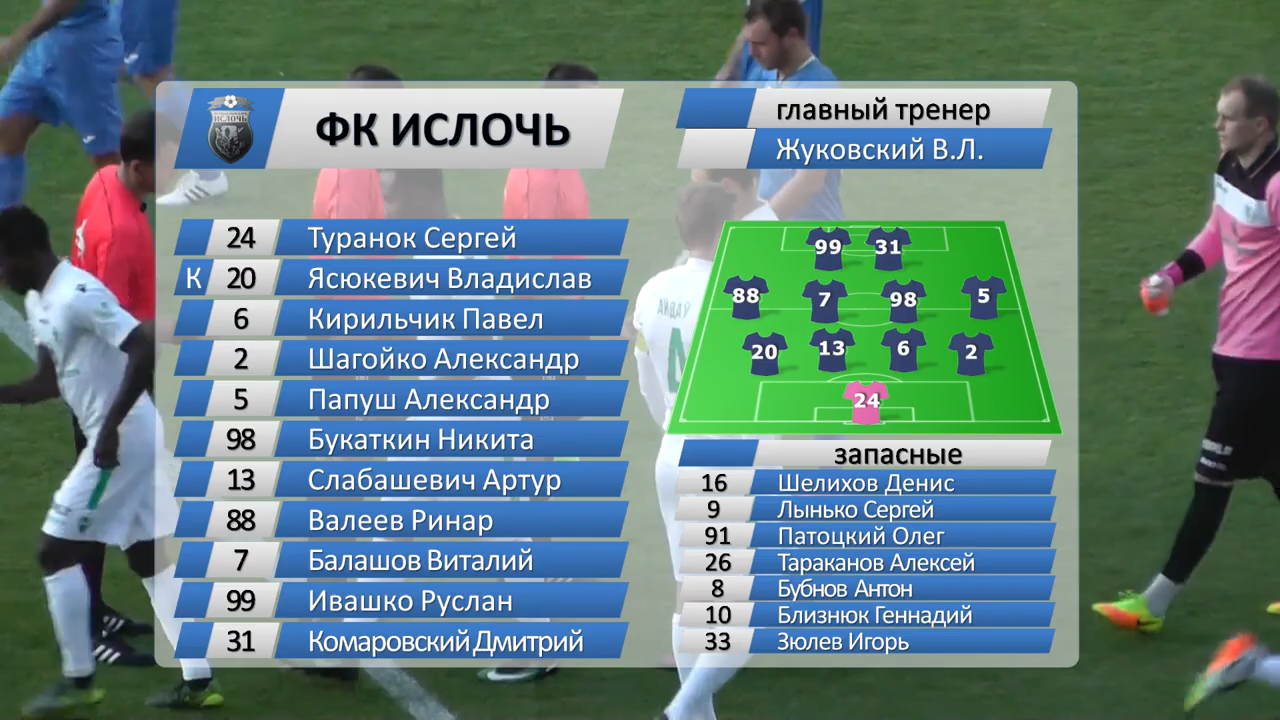 ИСЛОЧЬ
ФК ИСЛОЧЬ
24 Туранок Сергей
К 20 Ясюкевич Владислав
6 Кирильчик Павел
2 Шагойко Александр
5 Папуш Александр
98 Букаткин Никита
13 Слабашевич Артур
88 Валеев Ринар
7 Балашов Виталий
99 Ивашко Руслан
31 Комаровский Дмитрий
главный тренер
Жуковский В.Л.
99 31
88 7 98 5
20 13 6 2
24
запасные
16 Шелихов Денис
9 Лынько Сергей
91 Патоцкий Олег
26 Тараканов Алексей
8 Бубнов Антон
10 Близнюк Геннадий
33 Зюлев Игорь